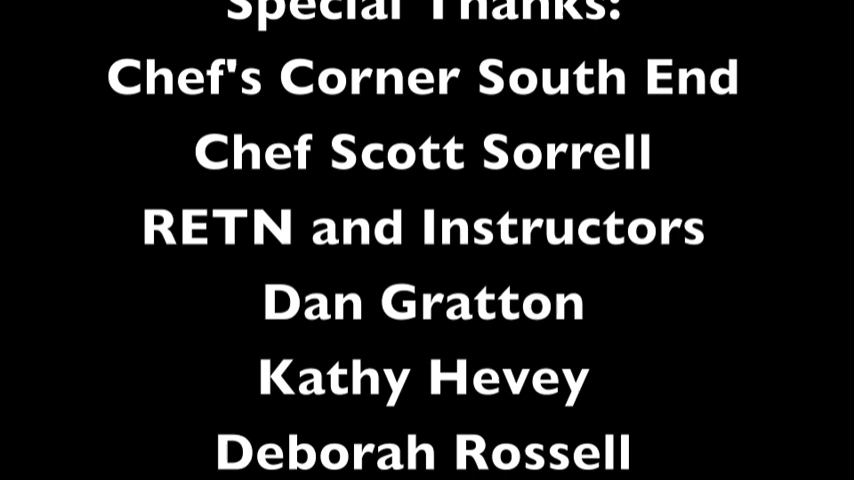 Special Thanks:
Chef's Corner South End
Chef Scott Sorrell
RETN and Instructors
Dan Gratton
Kathy Hevey
Deborah Rossell